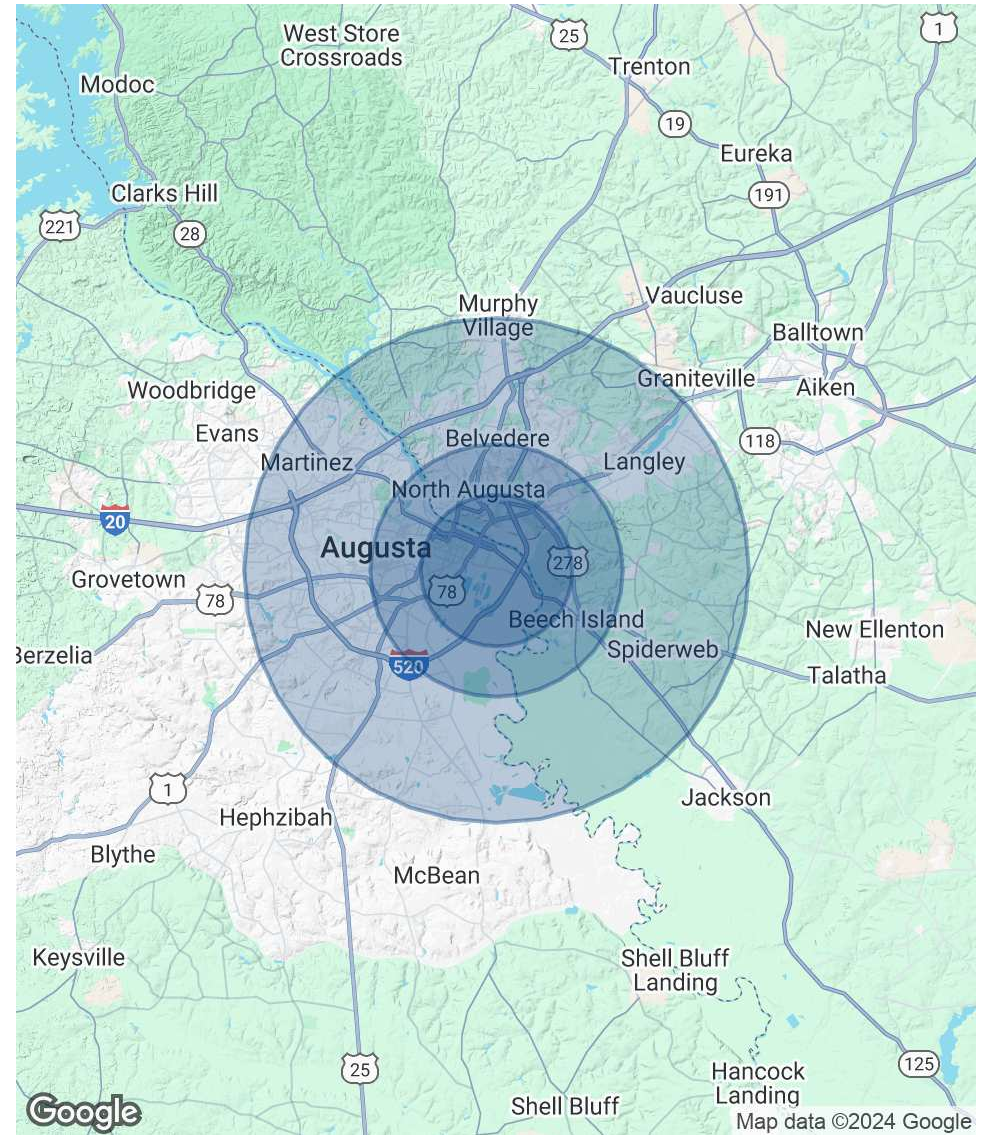 West Store
Crossroads
25
1
Modoc
Trenton
19
Eureka
Clarks Hill
191
221
28
Murphy
Village
Vaucluse
Balltown
Woodbridge
Graniteville
Aiken
Evans
Belvedere
118
Martinez
Langley
North Augusta
20
Augusta
278
Grovetown
78
78
Beech Island
New Ellenton
Berzelia
520
Spiderweb
Talatha
1
Jackson
Hephzibah
Blythe
McBean
Keysville
Shell Bluff
Landing
25
125
Hancock
Landing
Google
Shell Bluff
Map data ©2024 Google